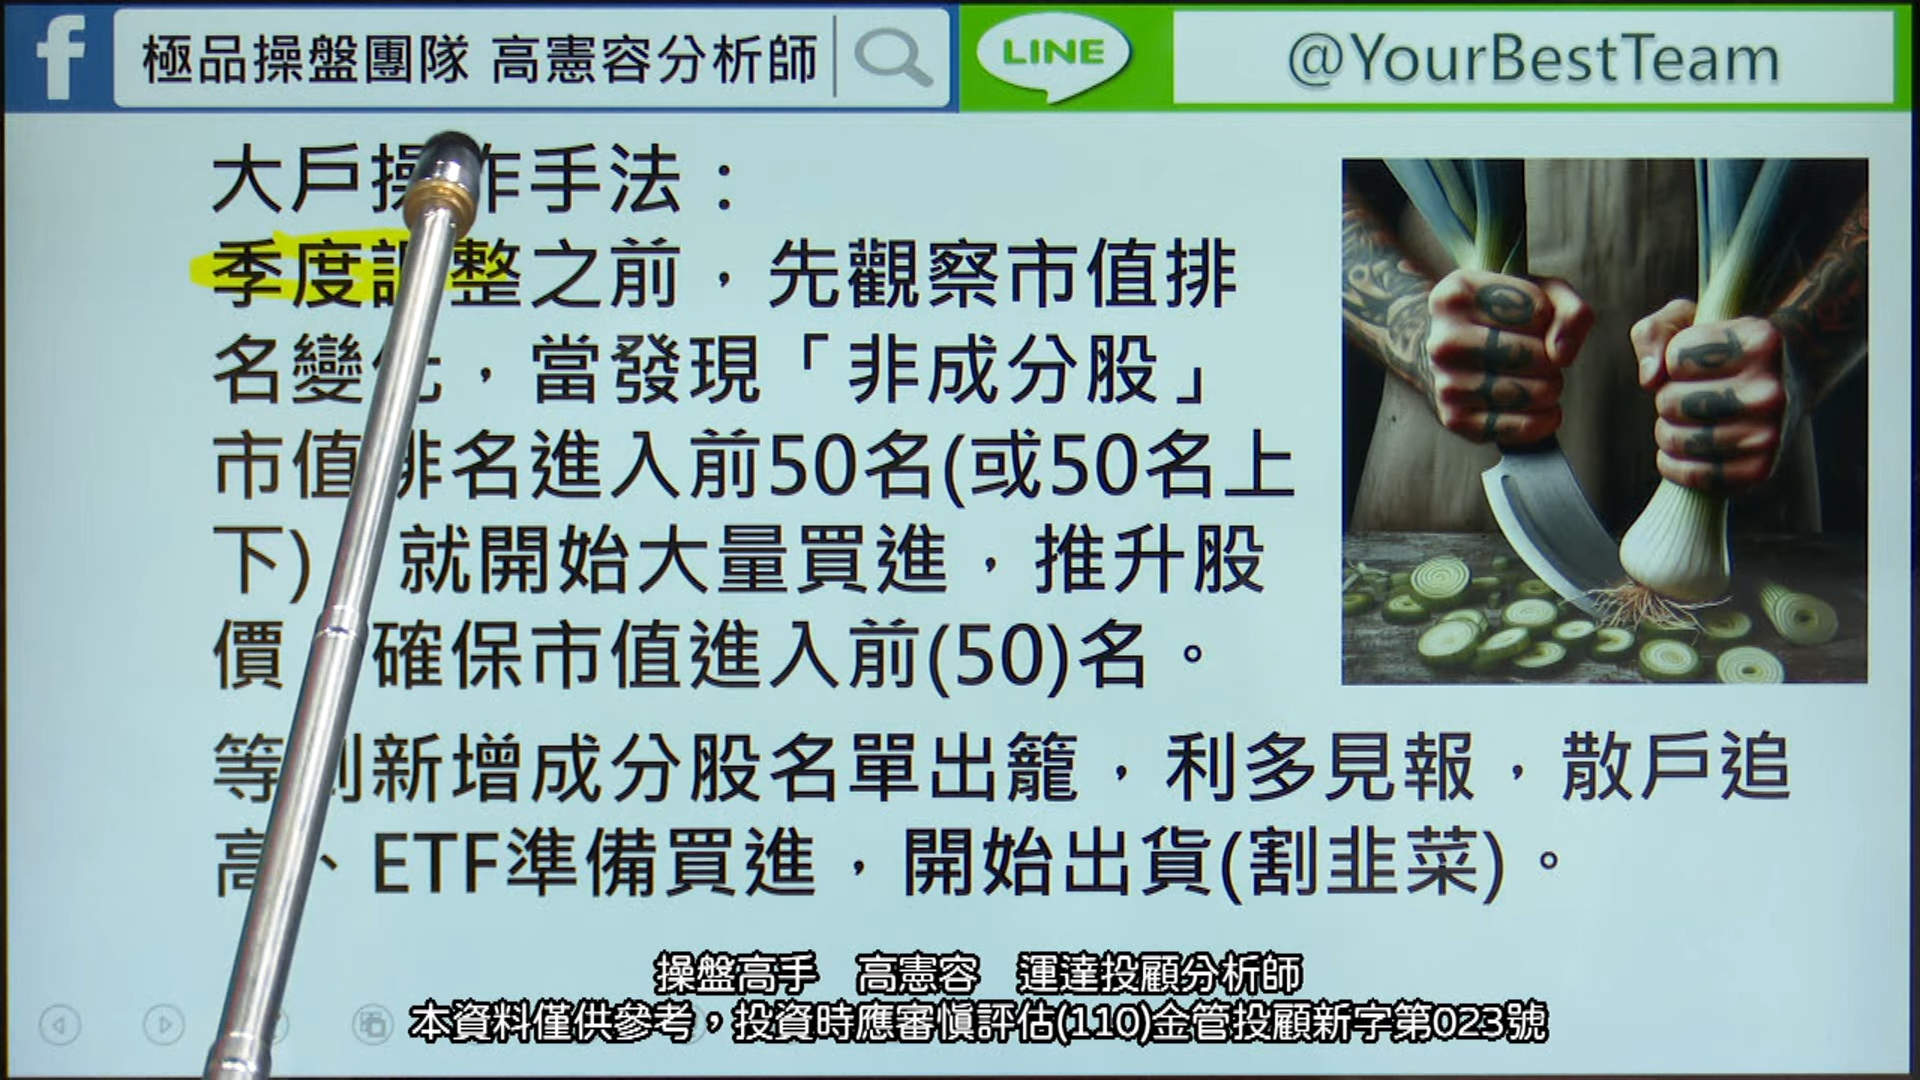 f 極品操盤團隊 高憲容分析師
LINE
@YourBestTeam
大戶操作手法：
季度調整之前，先觀察市值排
名變化，當發現「非成分股」
市值排名進入前50名(或50名上
下) 就開始大量買進，推升股
價 確保市值進入前(50)名。
等到新增成分股名單出籠，利多見報，散戶追
高、ETF準備買進，開始出貨(割韭菜)。
操盤高手 高憲容 運達投顧分析師
本資料僅供參考，投資時應審慎評估(110)金管投顧新字第023號